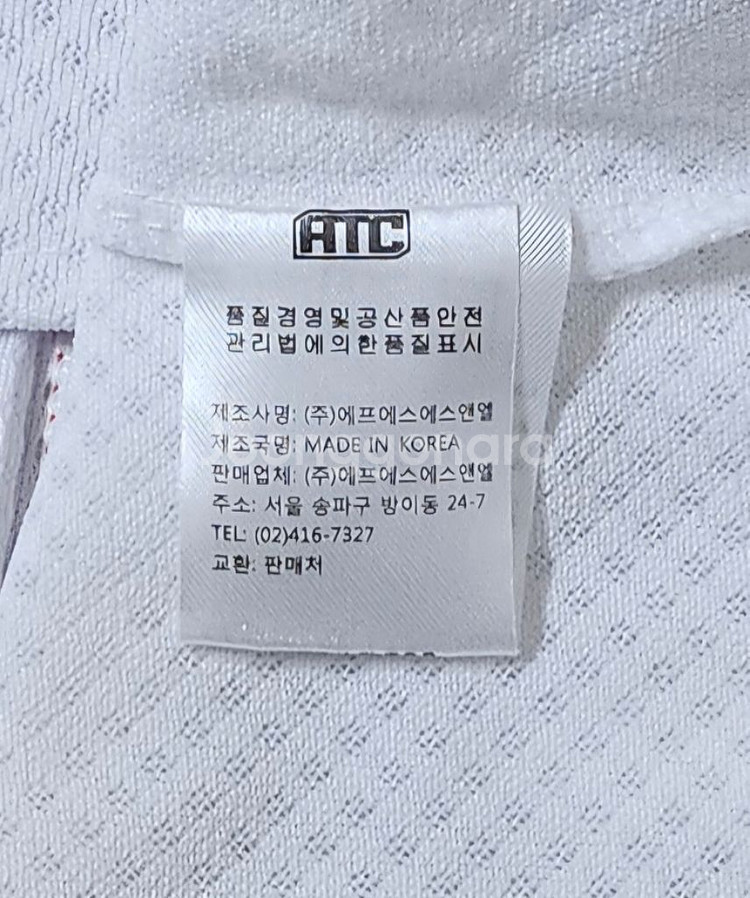 ATC
품질경영및공산품안전
관리법에의한품질표시
제조사명: (주)에프에스에스앤엘
제조국명: MADE IN KOREA
판매업체: (주)에프에스에스앤엘
주소: 서울 송파구 방이동 24-7
TEL: (02)416-7327
교환: 판매처